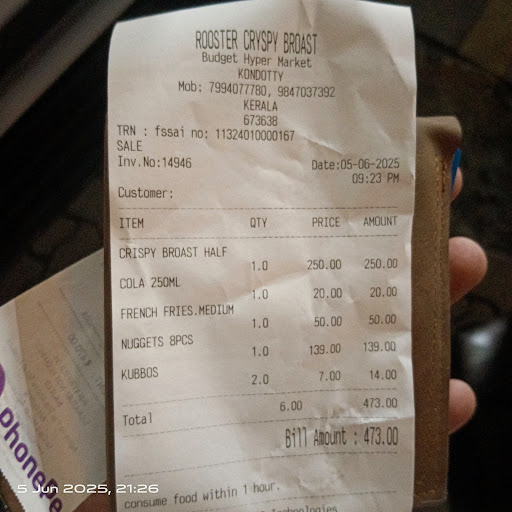 ROOSTER CRYSPY BROAST
Budget Hyper Market
KONDOTTY
Mob: 7994077780, 9847037392
KERALA
673638
TRN : fssai no: 11324010000167
SALE
Inv.No:14946 Date:05-06-2025
09:23 PM
Customer:
ITEM QTY PRICE AMOUNT
CRISPY BROAST HALF
1.0 250.00 250.00
COLA 250ML
1.0 20.00 20.00
FRENCH FRIES.MEDIUM
1.0 50.00 50.00
NUGGETS 8PCS
1.0 139.00 139.00
KUBBOS
2.0 7.00 14.00
Total 6.00 473.00
Bill Amount : 473.00
consume food within 1 hour.
Technologies
PhonePe
5 Jun 2025, 21:26